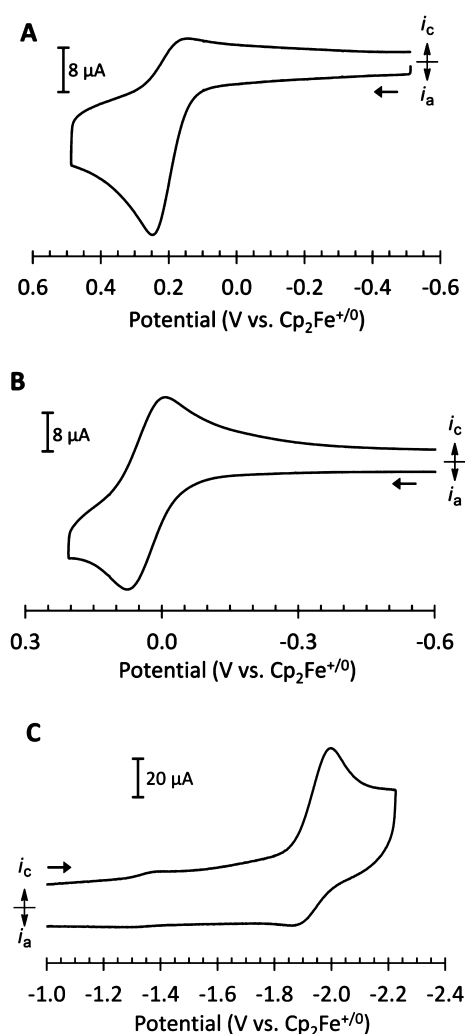 A
8 µA
i_c
i_a
0.6 0.4 0.2 0.0 -0.2 -0.4 -0.6
Potential (V vs. Cp₂Fe⁺/⁰)
B
8 µA
i_c
i_a
0.3 0.0 -0.3 -0.6
Potential (V vs. Cp₂Fe⁺/⁰)
C
20 µA
i_c
i_a
-1.0 -1.2 -1.4 -1.6 -1.8 -2.0 -2.2 -2.4
Potential (V vs. Cp₂Fe⁺/⁰)